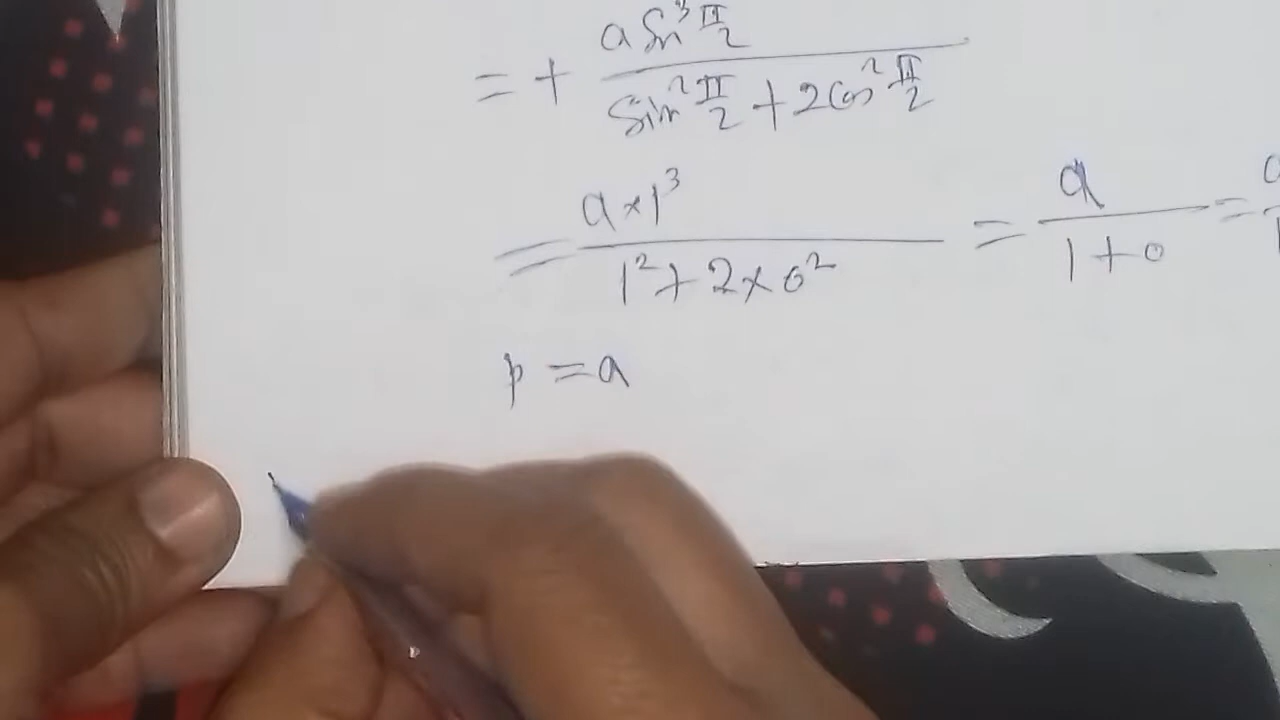 = + a sin³ π/2 / sin² π/2 + 2cos² π/2
= a×1³ / 1²+2×0² = a / 1+0 =
p = a